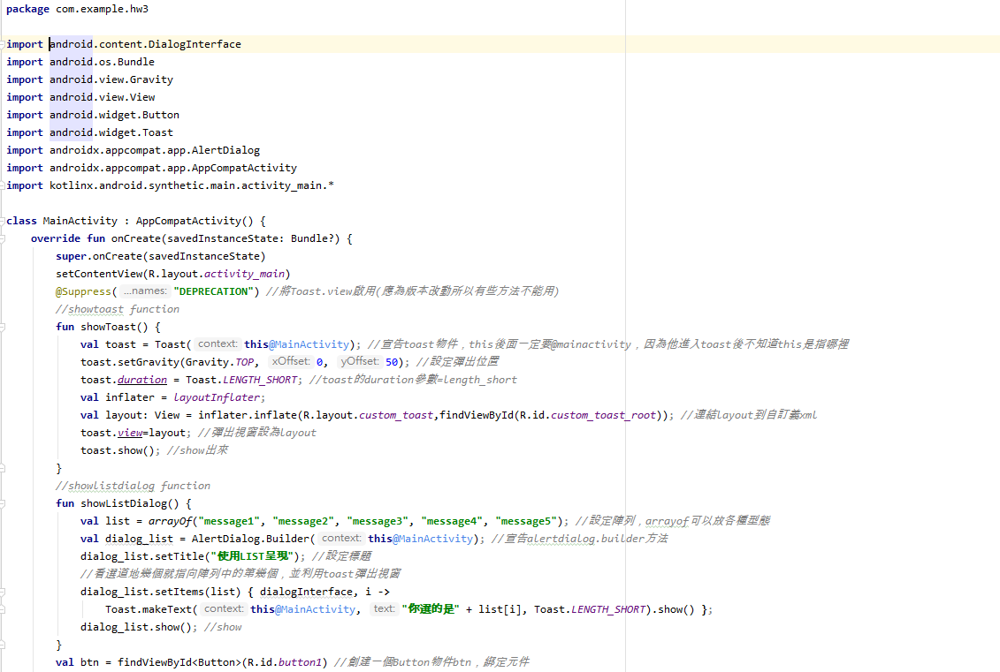 package com.example.hw3
import android.content.DialogInterface
import android.os.Bundle
import android.view.Gravity
import android.view.View
import android.widget.Button
import android.widget.Toast
import androidx.appcompat.app.AlertDialog
import androidx.appcompat.app.AppCompatActivity
import kotlinx.android.synthetic.main.activity_main.*
class MainActivity : AppCompatActivity() {
override fun onCreate(savedInstanceState: Bundle?) {
super.onCreate(savedInstanceState)
setContentView(R.layout.activity_main)
@Suppress( ...names: "DEPRECATION") //將Toast.view啟用(應為版本改動所以有些方法不能用)
//showtoast function
fun showToast() {
val toast = Toast( context: this@MainActivity); //宣告toast物件，this後面一定要@mainactivity，因為他進入toast後不知道this是指哪裡
toast.setGravity(Gravity.TOP, xOffset: 0, yOffset: 50); //設定彈出位置
toast.duration = Toast.LENGTH_SHORT; //toast的duration參數=length_short
val inflater = layoutInflater;
val layout: View = inflater.inflate(R.layout.custom_toast,findViewById(R.id.custom_toast_root)); //連結layout到自訂義xml
toast.view=layout; //彈出視窗設為layout
toast.show(); //show出來
}
//showlistdialog function
fun showListDialog() {
val list = arrayOf("message1", "message2", "message3", "message4", "message5"); //設定陣列，arrayof可以放各種型態
val dialog_list = AlertDialog.Builder( context: this@MainActivity); //宣告alertdialog.builder方法
dialog_list.setTitle("使用LIST呈現"); //設定標題
//看選道地幾個就指向陣列中的第幾個，並利用toast彈出視窗
dialog_list.setItems(list) { dialogInterface, i ->
Toast.makeText( context: this@MainActivity, text: "你選的是" + list[i], Toast.LENGTH_SHORT).show() };
dialog_list.show(); //show
}
val btn = findViewById<Button>(R.id.button1) //創建一個Button物件btn，綁定元件